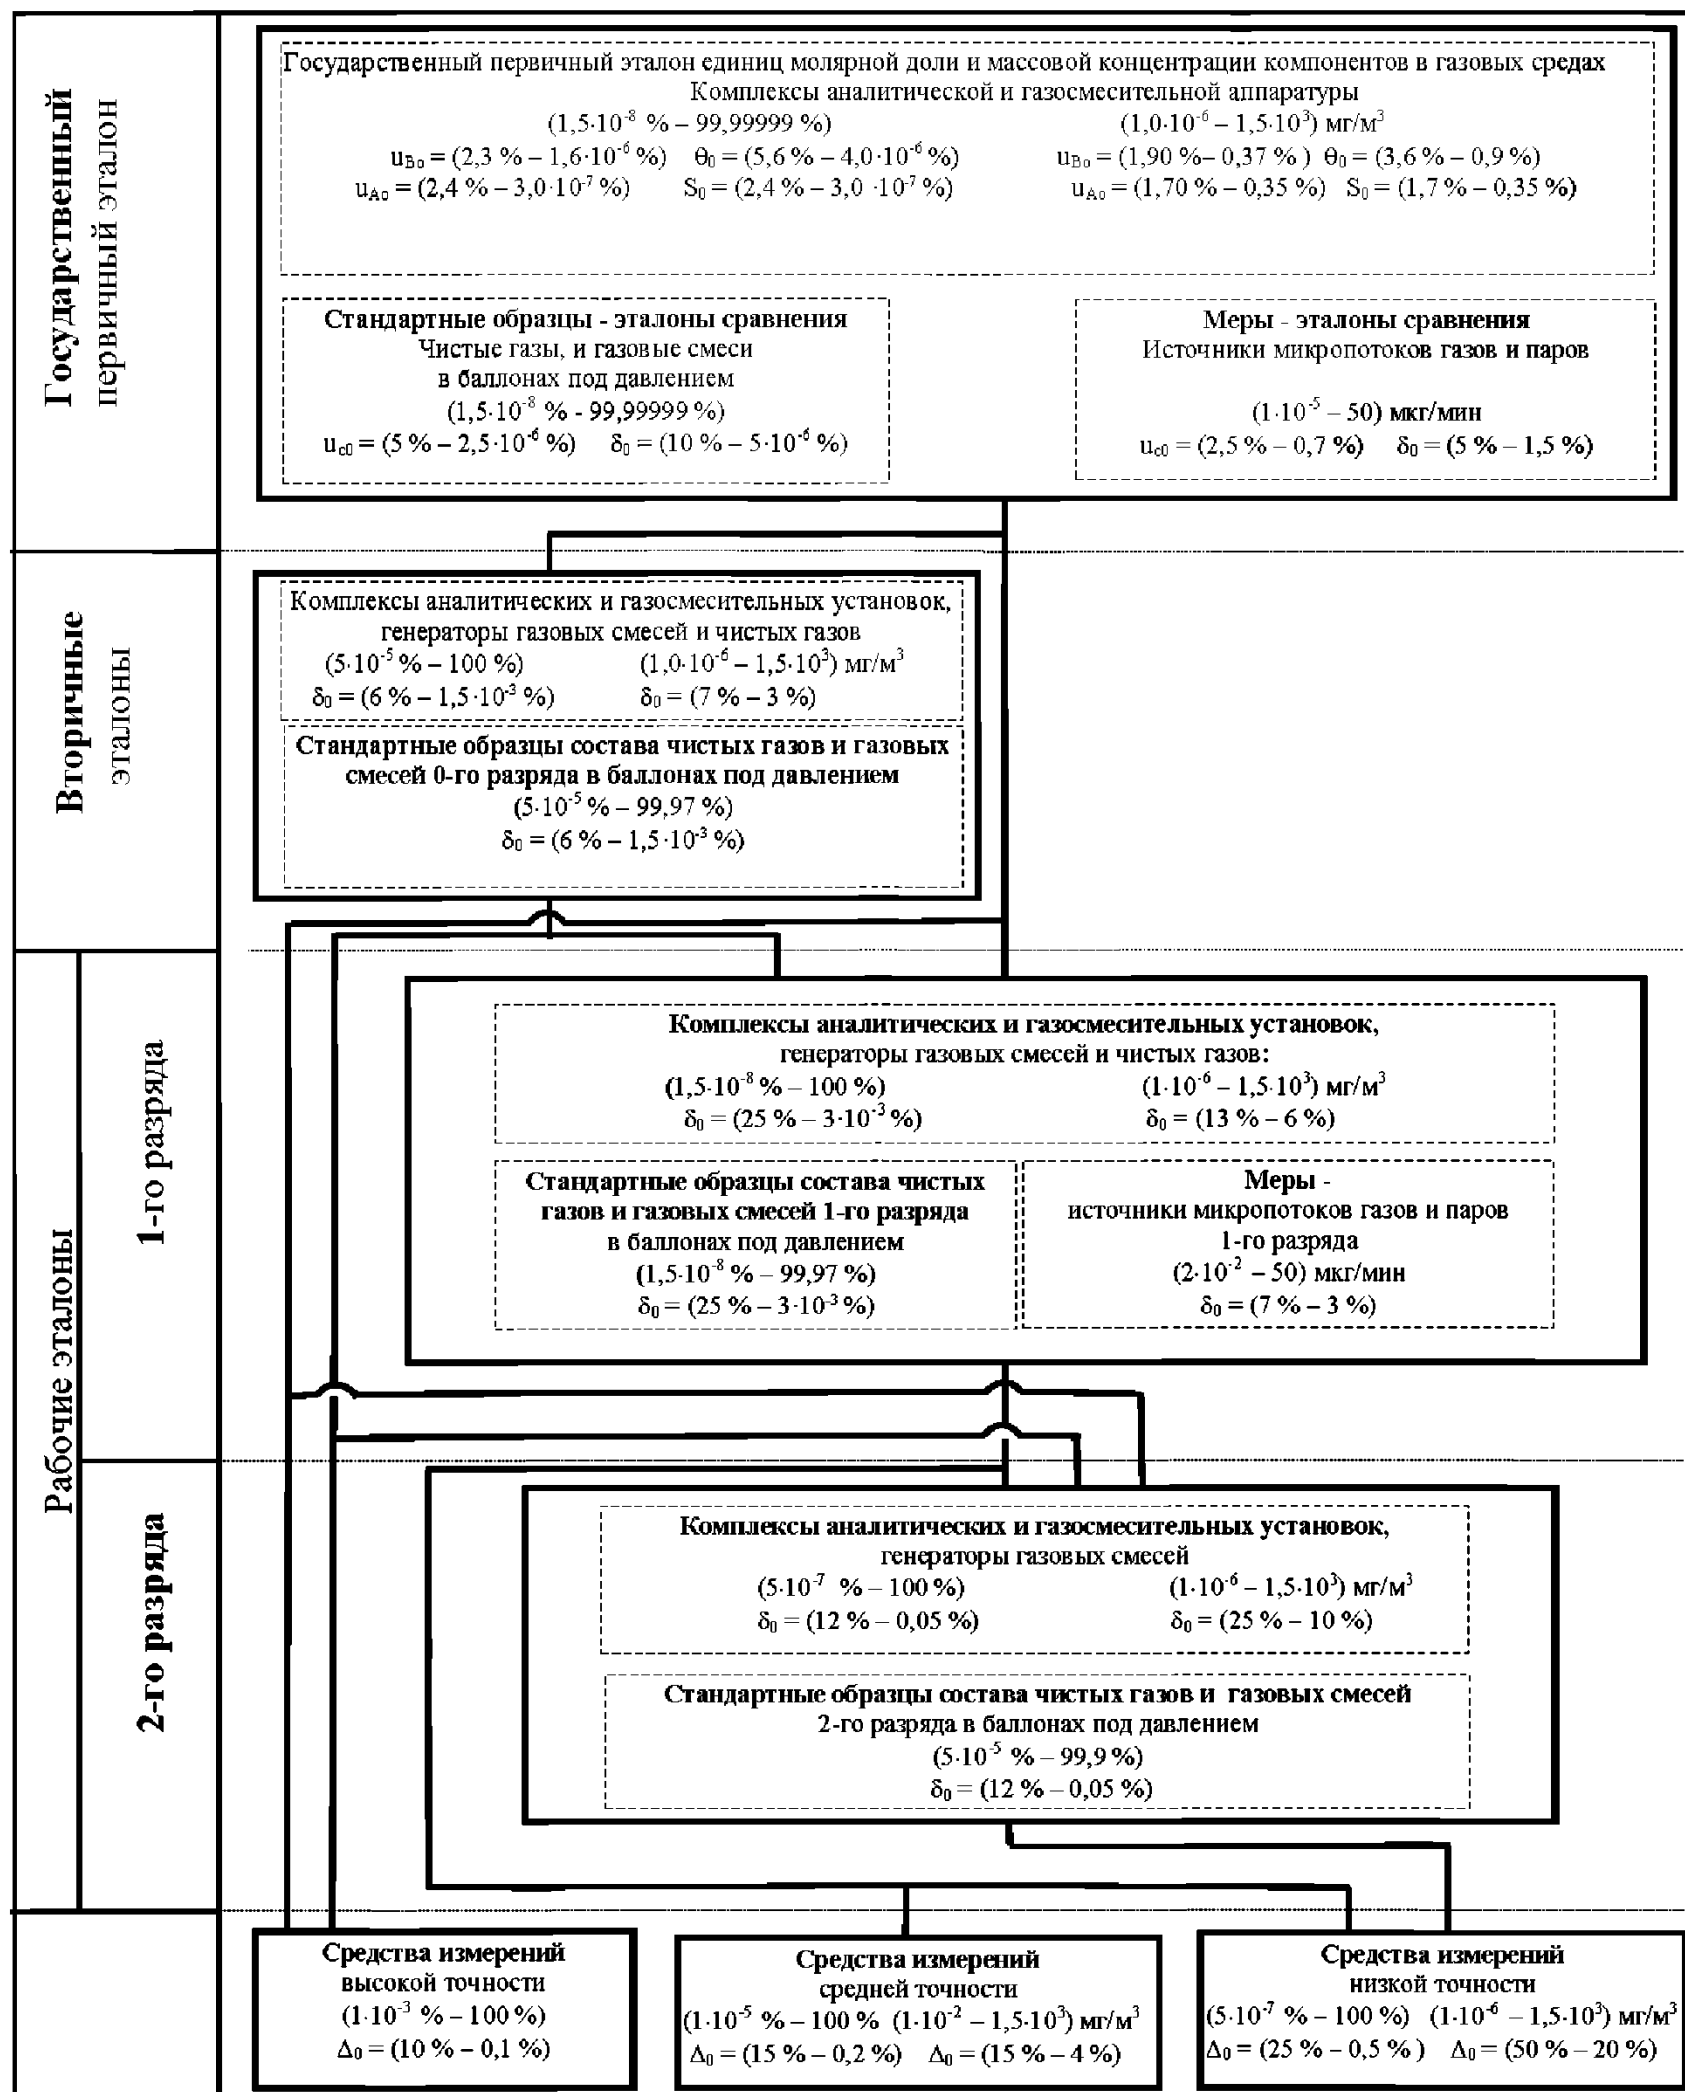 Государственный
первичный эталон
Государственный первичный эталон единиц молярной доли и массовой концентрации компонентов в газовых средах
Комплексы аналитической и газосмесительной аппаратуры
(1,5·10⁻⁸ % – 99,99999 %) (1,0·10⁻⁶ – 1,5·10³) мг/м³
u_Bo = (2,3 % – 1,6·10⁻⁶ %) θ₀ = (5,6 % – 4,0·10⁻⁶ %) u_Bo = (1,90 % – 0,37 % ) θ₀ = (3,6 % – 0,9 %)
u_Ao = (2,4 % – 3,0·10⁻⁷ %) S₀ = (2,4 % – 3,0 ·10⁻⁷ %) u_Ao = (1,70 % – 0,35 %) S₀ = (1,7 % – 0,35 %)
Стандартные образцы - эталоны сравнения
Чистые газы, и газовые смеси
в баллонах под давлением
(1,5·10⁻⁸ % - 99,99999 %)
u_c0 = (5 % – 2,5·10⁻⁶ %) δ₀ = (10 % – 5·10⁻⁶ %)
Меры - эталоны сравнения
Источники микропотоков газов и паров
(1·10⁻⁵ – 50) мкг/мин
u_c0 = (2,5 % – 0,7 %) δ₀ = (5 % – 1,5 %)
Вторичные
эталоны
Комплексы аналитических и газосмесительных установок,
генераторы газовых смесей и чистых газов
(5·10⁻⁵ % – 100 %) (1,0·10⁻⁶ – 1,5·10³) мг/м³
δ₀ = (6 % – 1,5·10⁻³ %) δ₀ = (7 % – 3 %)
Стандартные образцы состава чистых газов и газовых
смесей 0-го разряда в баллонах под давлением
(5·10⁻⁵ % – 99,97 %)
δ₀ = (6 % – 1,5·10⁻³ %)
Рабочие эталоны
1-го разряда
Комплексы аналитических и газосмесительных установок,
генераторы газовых смесей и чистых газов:
(1,5·10⁻⁸ % – 100 %) (1·10⁻⁶ – 1,5·10³) мг/м³
δ₀ = (25 % – 3·10⁻³ %) δ₀ = (13 % – 6 %)
Стандартные образцы состава чистых
газов и газовых смесей 1-го разряда
в баллонах под давлением
(1,5·10⁻⁸ % – 99,97 %)
δ₀ = (25 % – 3·10⁻³ %)
Меры -
источники микропотоков газов и паров
1-го разряда
(2·10⁻² – 50) мкг/мин
δ₀ = (7 % – 3 %)
2-го разряда
Комплексы аналитических и газосмесительных установок,
генераторы газовых смесей
(5·10⁻⁷ % – 100 %) (1·10⁻⁶ – 1,5·10³) мг/м³
δ₀ = (12 % – 0,05 %) δ₀ = (25 % – 10 %)
Стандартные образцы состава чистых газов и газовых смесей
2-го разряда в баллонах под давлением
(5·10⁻⁵ % – 99,9 %)
δ₀ = (12 % – 0,05 %)
Средства измерений
высокой точности
(1·10⁻³ % – 100 %)
Δ₀ = (10 % – 0,1 %)
Средства измерений
средней точности
(1·10⁻⁵ % – 100 % (1·10⁻² – 1,5·10³) мг/м³
Δ₀ = (15 % – 0,2 %) Δ₀ = (15 % – 4 %)
Средства измерений
низкой точности
(5·10⁻⁷ % – 100 %) (1·10⁻⁶ – 1,5·10³) мг/м³
Δ₀ = (25 % – 0,5 % ) Δ₀ = (50 % – 20 %)